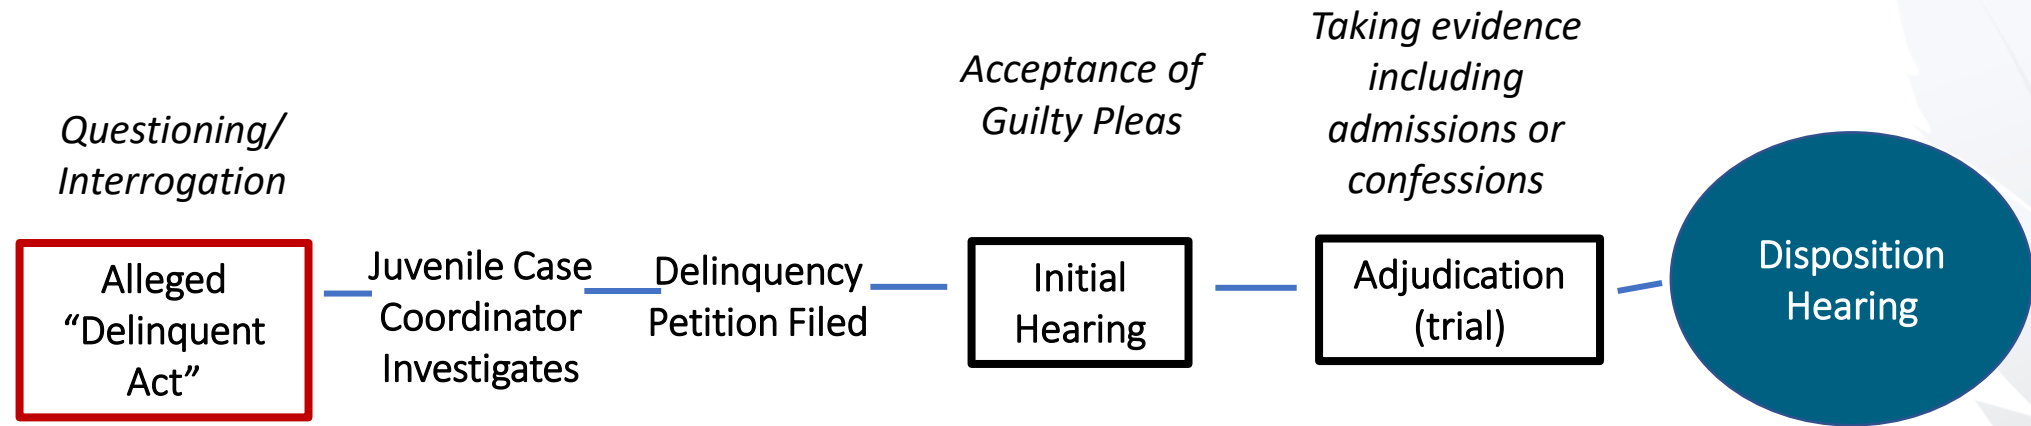 Questioning/
Interrogation
Acceptance of
Guilty Pleas
Taking evidence
including
admissions or
confessions
Alleged
“Delinquent
Act”
Juvenile Case
Coordinator
Investigates
Delinquency
Petition Filed
Initial
Hearing
Adjudication
(trial)
Disposition
Hearing